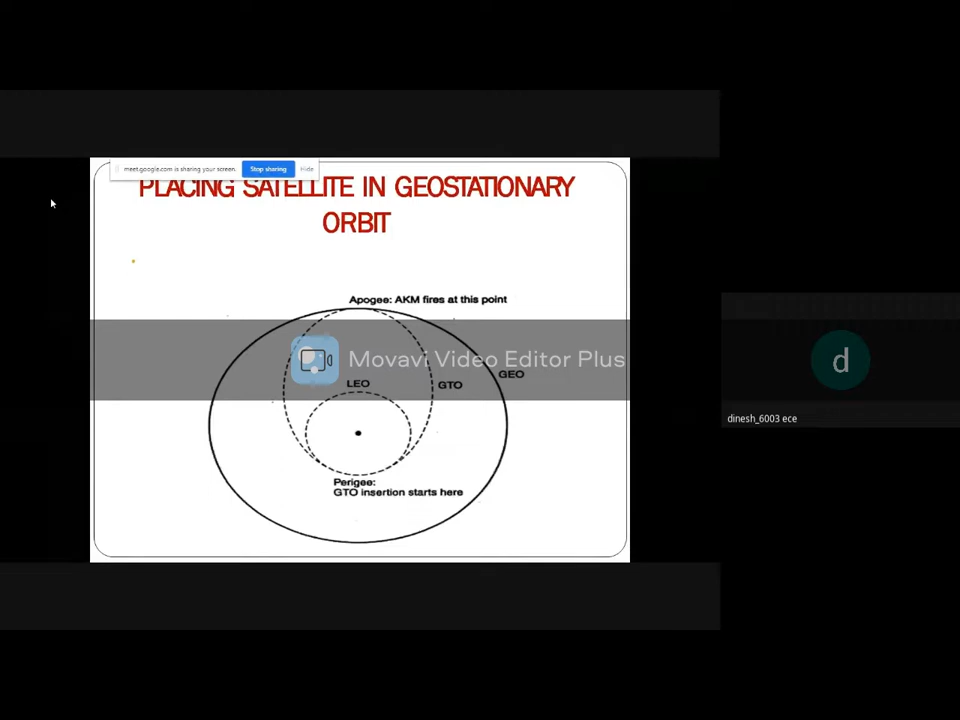 meet.google.com is sharing your screen.
Stop sharing
Hide
PLACING SATELLITE IN GEOSTATIONARY
ORBIT
Apogee: AKM fires at this point
Movavi Video Editor Plus
GEO
LEO
GTO
d
dinesh_6003 ece
Perigee:
GTO insertion starts here